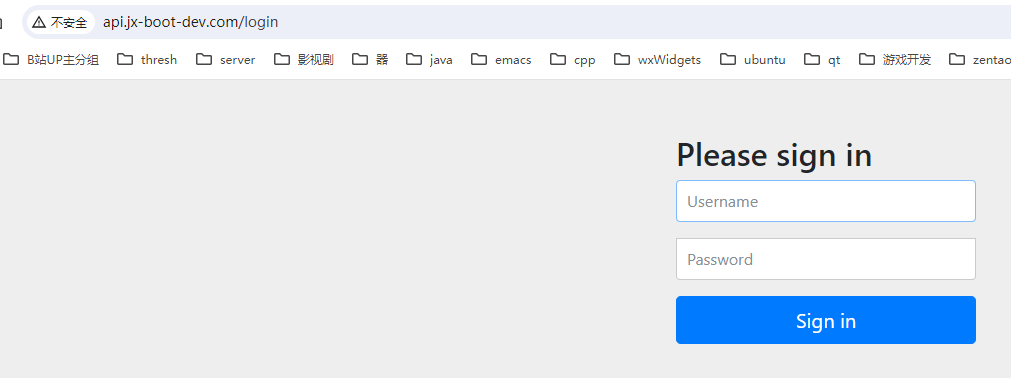 不安全 api.jx-boot-dev.com/login
B站UP主分组 thresh server 影视剧 器 java emacs cpp wxWidgets ubuntu qt 游戏开发 zentao
Please sign in
Username
Password
Sign in